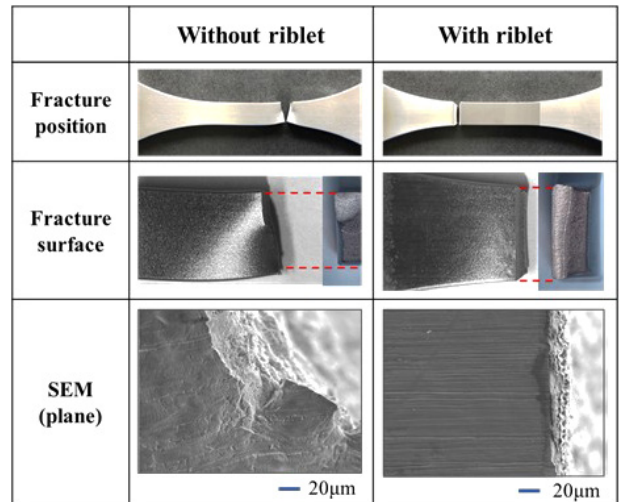 Without riblet
With riblet
Fracture
position
Fracture
surface
SEM
(plane)
20μm
20μm